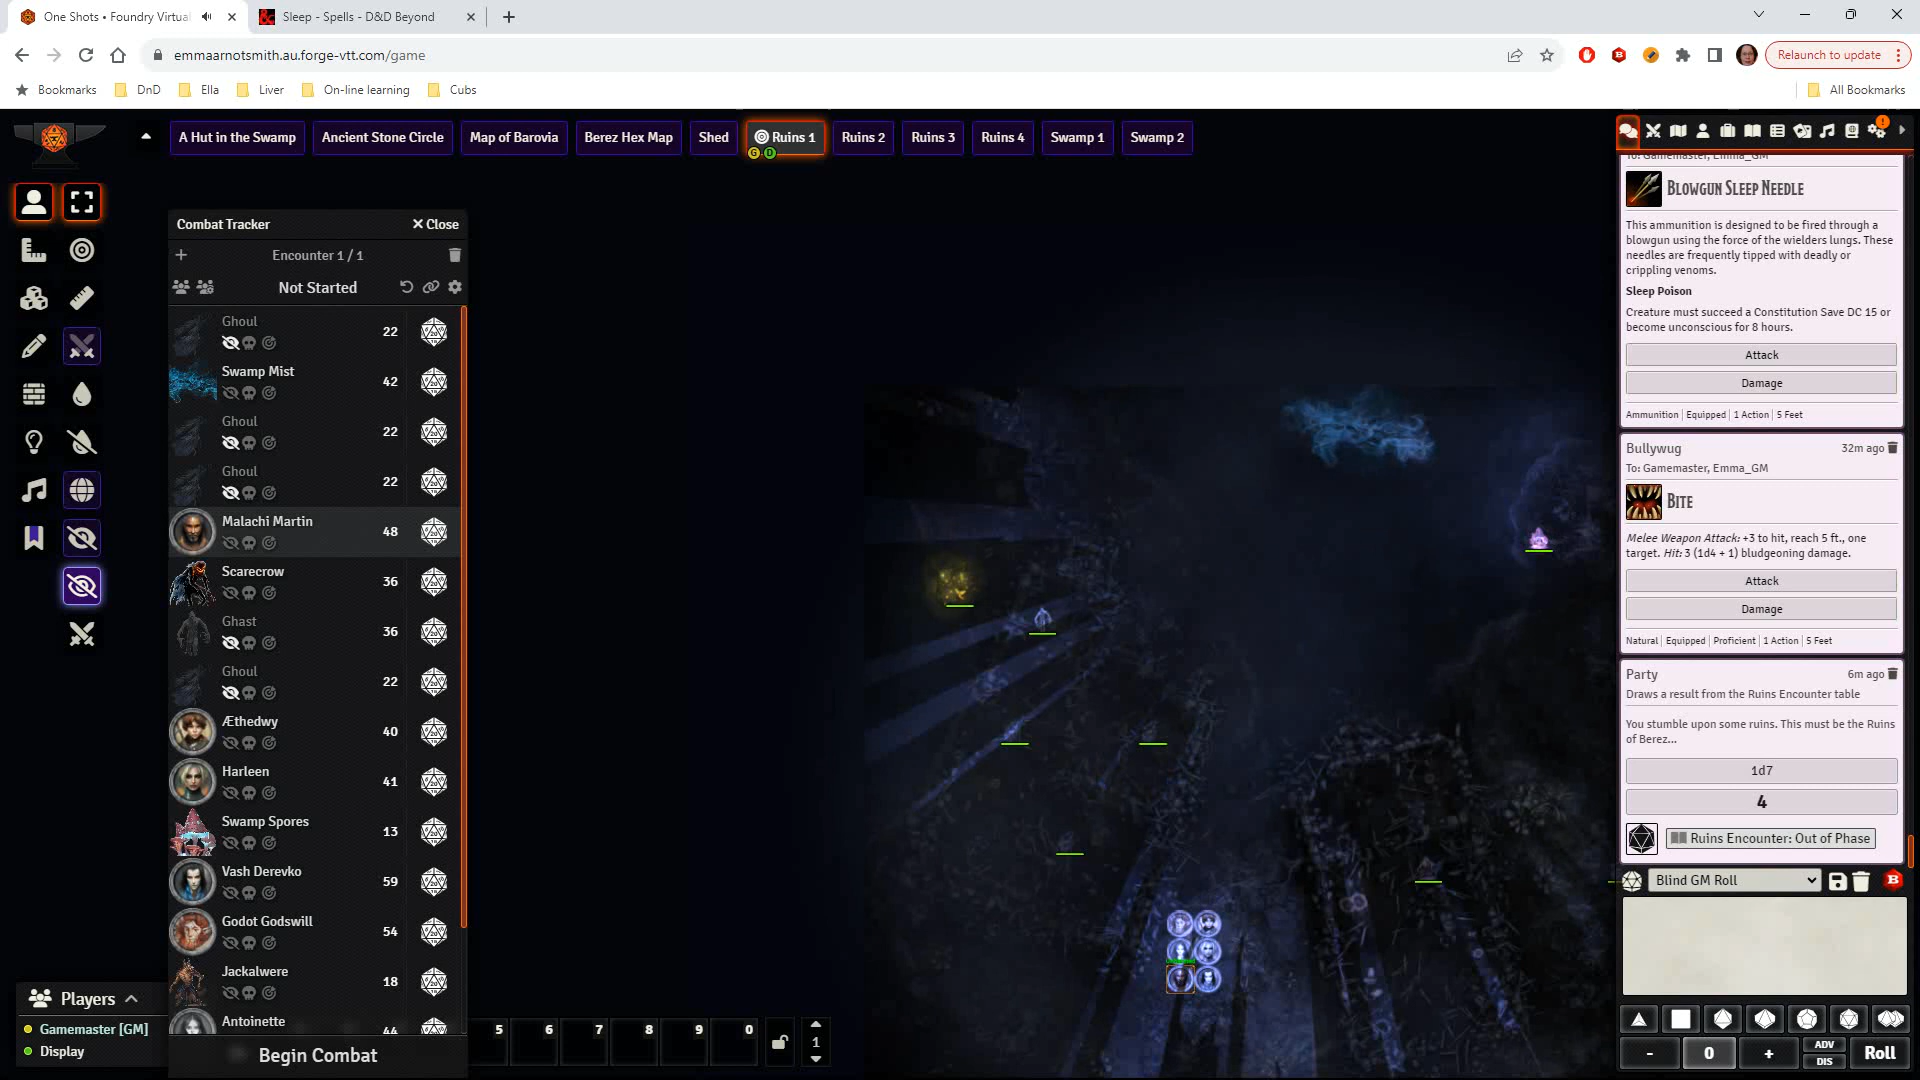 One Shots • Foundry Virtual
Sleep - Spells - D&D Beyond
emmaarnotsmith.au.forge-vtt.com/game
Relaunch to update
Bookmarks
DnD
Ella
Liver
On-line learning
Cubs
All Bookmarks
A Hut in the Swamp
Ancient Stone Circle
Map of Barovia
Berez Hex Map
Shed
Ruins 1
G D
Ruins 2
Ruins 3
Ruins 4
Swamp 1
Swamp 2
Combat Tracker
Close
Encounter 1 / 1
Not Started
Ghoul
22
Swamp Mist
42
Ghoul
22
Ghoul
22
Malachi Martin
48
Scarecrow
36
Ghast
36
Ghoul
22
Æthedwy
40
Harleen
41
Swamp Spores
13
Vash Derevko
59
Godot Godswill
54
Jackalwere
18
Antoinette
44
Begin Combat
Players
Gamemaster [GM]
Display
5
6
7
8
9
0
1
To: Gamemaster, Emma_GM
Blowgun Sleep Needle
This ammunition is designed to be fired through a
blowgun using the force of the wielders lungs. These
needles are frequently tipped with deadly or
crippling venoms.
Sleep Poison
Creature must succeed a Constitution Save DC 15 or
become unconscious for 8 hours.
Attack
Damage
Ammunition | Equipped | 1 Action | 5 Feet
Bullywug
32m ago
To: Gamemaster, Emma_GM
Bite
Melee Weapon Attack: +3 to hit, reach 5 ft., one
target. Hit: 3 (1d4 + 1) bludgeoning damage.
Attack
Damage
Natural | Equipped | Proficient | 1 Action | 5 Feet
Party
6m ago
Draws a result from the Ruins Encounter table
You stumble upon some ruins. This must be the Ruins
of Berez...
1d7
4
Ruins Encounter: Out of Phase
Blind GM Roll
B
-
0
+
ADV
DIS
Roll